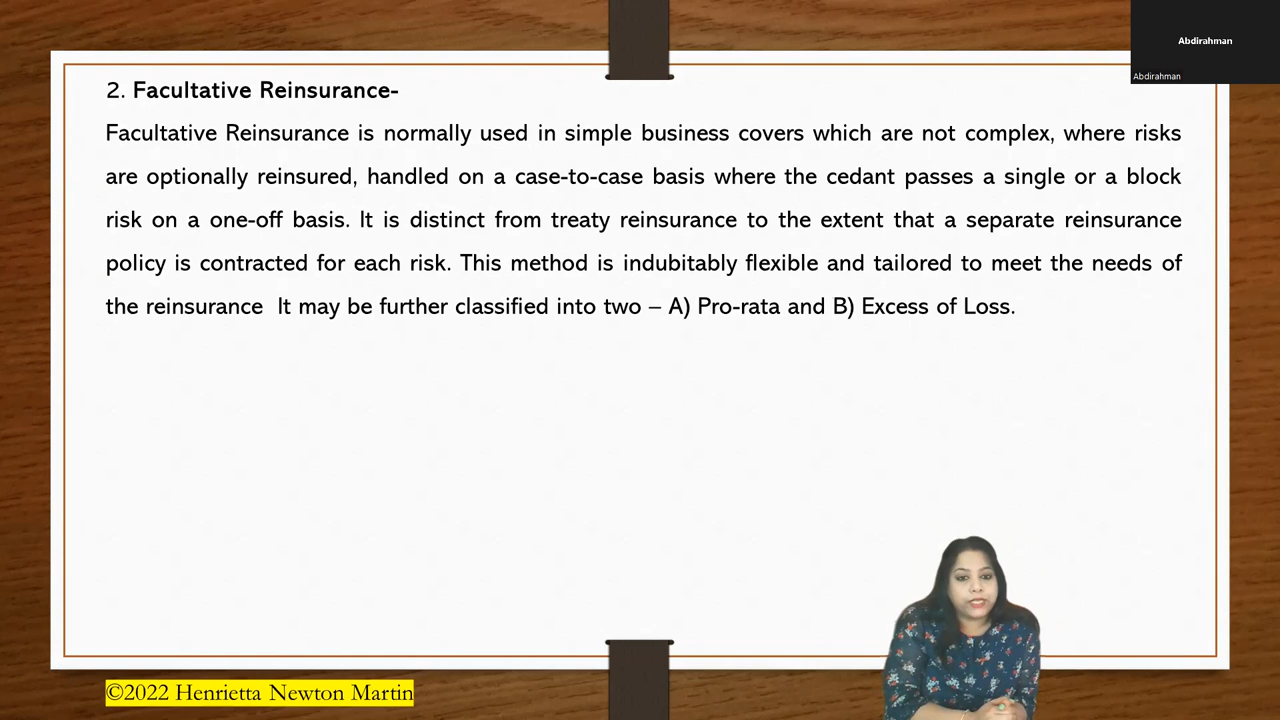 Abdirahman
Abdirahman
2. Facultative Reinsurance-
Facultative Reinsurance is normally used in simple business covers which are not complex, where risks
are optionally reinsured, handled on a case-to-case basis where the cedant passes a single or a block
risk on a one-off basis. It is distinct from treaty reinsurance to the extent that a separate reinsurance
policy is contracted for each risk. This method is indubitably flexible and tailored to meet the needs of
the reinsurance  It may be further classified into two – A) Pro-rata and B) Excess of Loss.
©2022 Henrietta Newton Martin